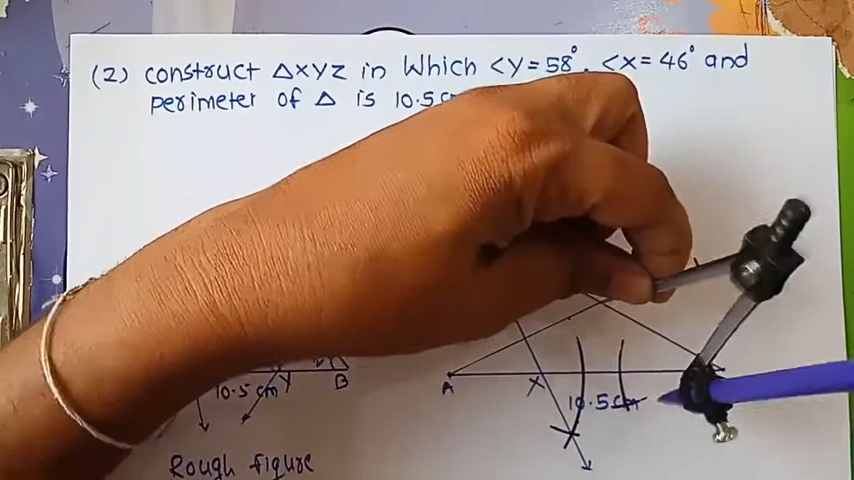 (2) construct △XYZ in Which <Y = 58° <X = 46° and
perimeter of △ is 10.5
10.5 cm Y B
A X
10.5 cm
Rough figure